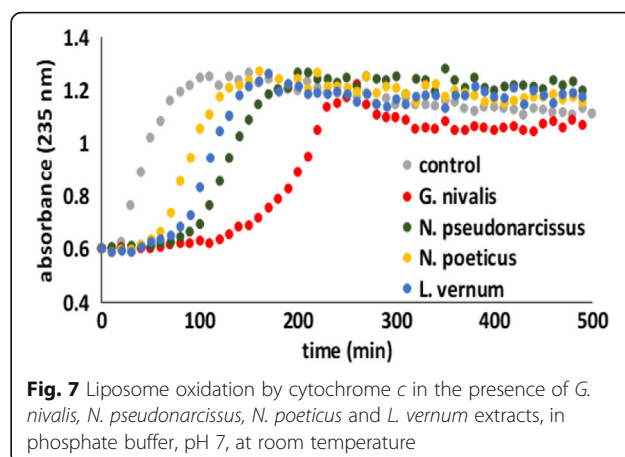 absorbance (235 nm)
1.4
1.2
1
0.8
0.6
0.4
control
G. nivalis
N. pseudonarcissus
N. poeticus
L. vernum
0 100 200 300 400 500
time (min)
Fig. 7 Liposome oxidation by cytochrome c in the presence of G.
nivalis, N. pseudonarcissus, N. poeticus and L. vernum extracts, in
phosphate buffer, pH 7, at room temperature